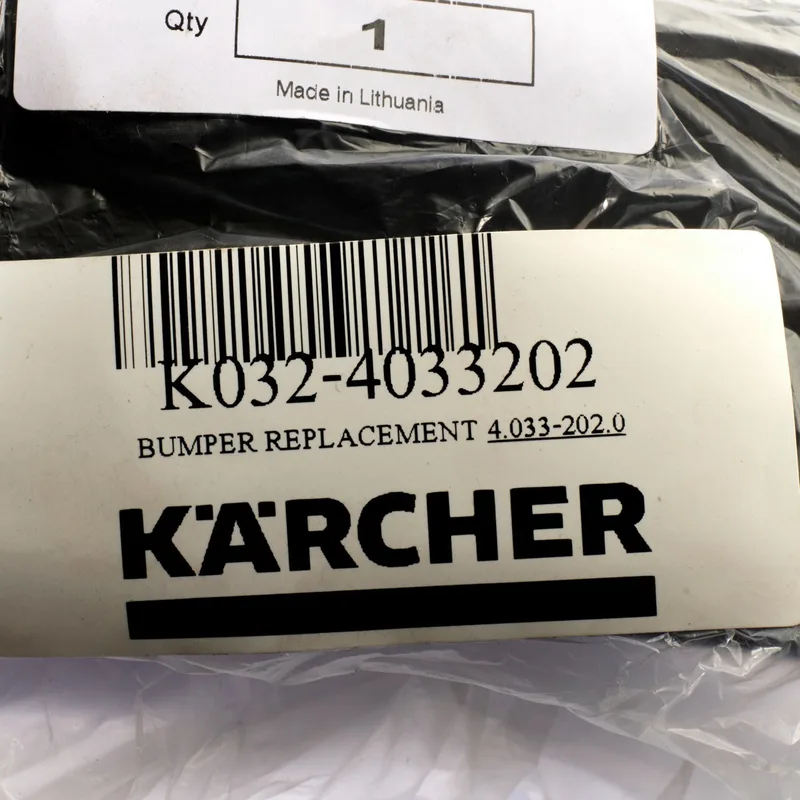 Qty 1
Made in Lithuania
K032-4033202
BUMPER REPLACEMENT 4.033-202.0
KÄRCHER